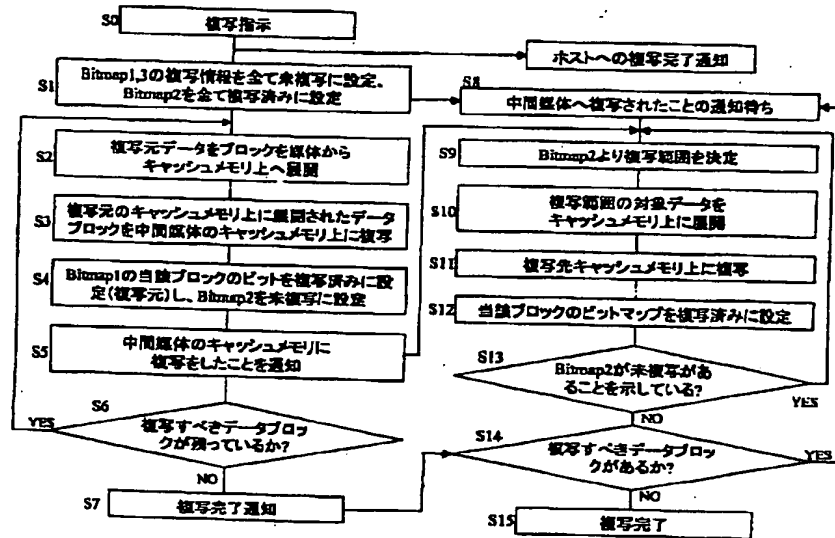 S0
複写指示
ホストへの複写完了通知
S1
Bitmap1,3の複写情報を全て未複写に設定、
Bitmap2を全て複写済みに設定
S8
中間媒体へ複写されたことの通知待ち
S2
複写元データをブロックを媒体から
キャッシュメモリ上へ展開
S9
Bitmap2より複写範囲を決定
S3
複写元のキャッシュメモリ上に展開されたデータ
ブロックを中間媒体のキャッシュメモリ上に複写
S10
複写範囲の対象データを
キャッシュメモリ上に展開
S4
Bitmap1の当該ブロックのビットを複写済みに設
定(複写元)し、Bitmap2を未複写に設定
S11
複写先キャッシュメモリ上に複写
S12
当該ブロックのビットマップを複写済みに設定
S5
中間媒体のキャッシュメモリに
複写をしたことを通知
S13
Bitmap2が未複写があ
ることを示している?
YES
NO
S6
複写すべきデータブロッ
クが残っているか?
YES
NO
S14
複写すべきデータブロッ
クがあるか?
YES
NO
S7
複写完了通知
S15
複写完了